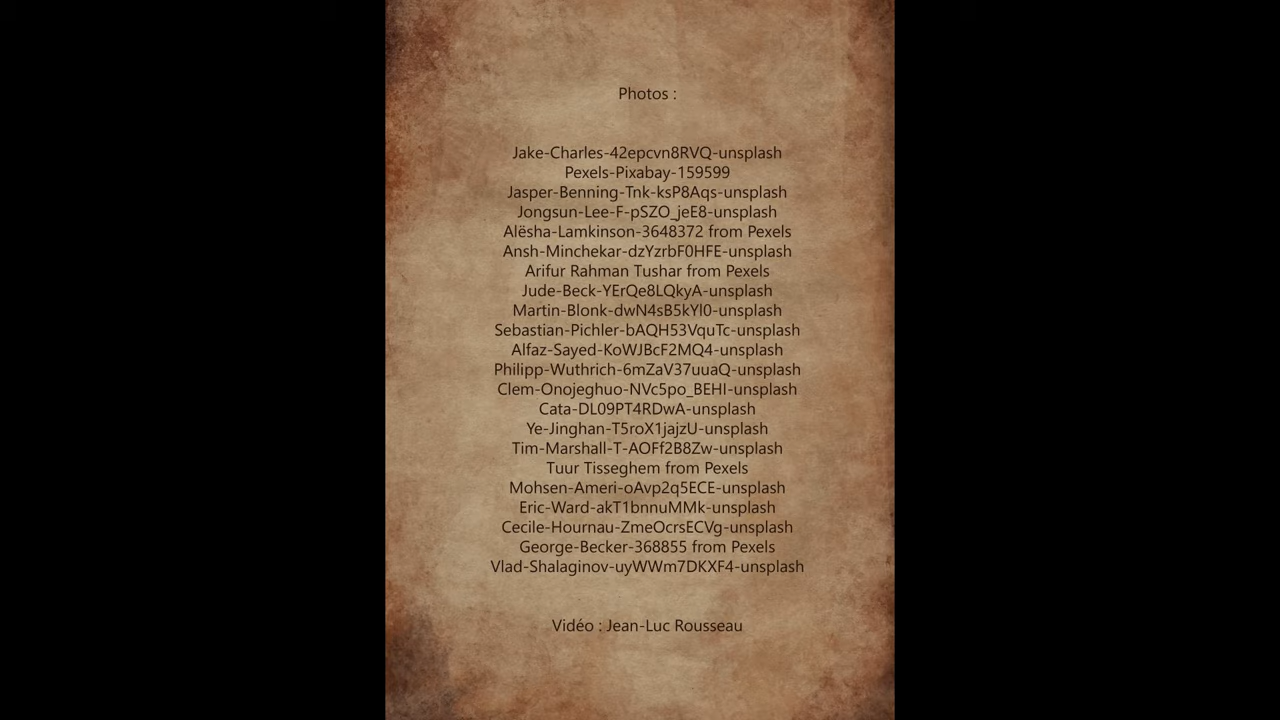 Photos :
Jake-Charles-42epcvn8RVQ-unsplash
Pexels-Pixabay-159599
Jasper-Benning-Tnk-ksP8Aqs-unsplash
Jongsun-Lee-F-pSZO_jeE8-unsplash
Alësha-Lamkinson-3648372 from Pexels
Ansh-Minchekar-dzYzrbF0HFE-unsplash
Arifur Rahman Tushar from Pexels
Jude-Beck-YErQe8LQkyA-unsplash
Martin-Blonk-dwN4sB5kYl0-unsplash
Sebastian-Pichler-bAQH53VquTc-unsplash
Alfaz-Sayed-KoWJBcF2MQ4-unsplash
Philipp-Wuthrich-6mZaV37uuaQ-unsplash
Clem-Onojeghuo-NVc5po_BEHI-unsplash
Cata-DL09PT4RDwA-unsplash
Ye-Jinghan-T5roX1jajzU-unsplash
Tim-Marshall-T-AOFf2B8Zw-unsplash
Tuur Tisseghem from Pexels
Mohsen-Ameri-oAvp2q5ECE-unsplash
Eric-Ward-akT1bnnuMMk-unsplash
Cecile-Hournau-ZmeOcrsECVg-unsplash
George-Becker-368855 from Pexels
Vlad-Shalaginov-uyWWm7DKXF4-unsplash
Vidéo : Jean-Luc Rousseau